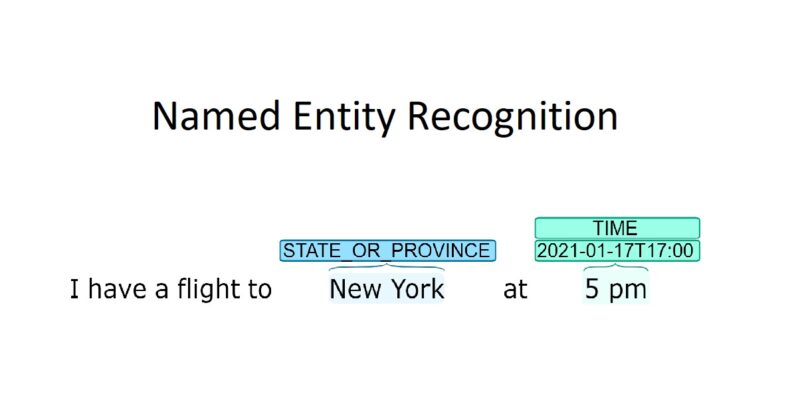 Named Entity Recognition
TIME
STATE_OR_PROVINCE 2021-01-17T17:00
I have a flight to New York at 5 pm